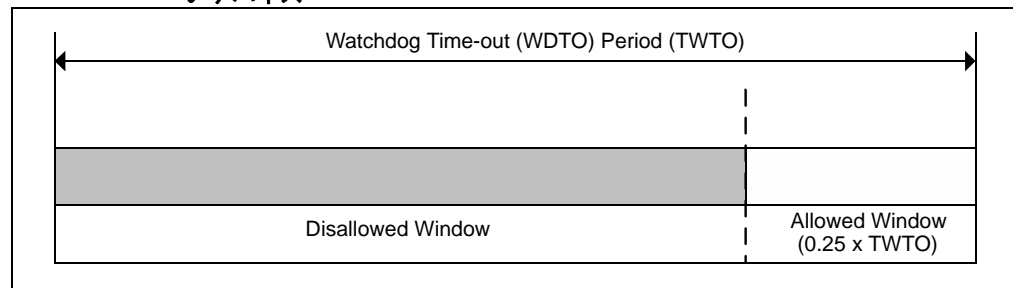 Watchdog Time-out (WDTO) Period (TWTO)
Disallowed Window
Allowed Window
(0.25 x TWTO)